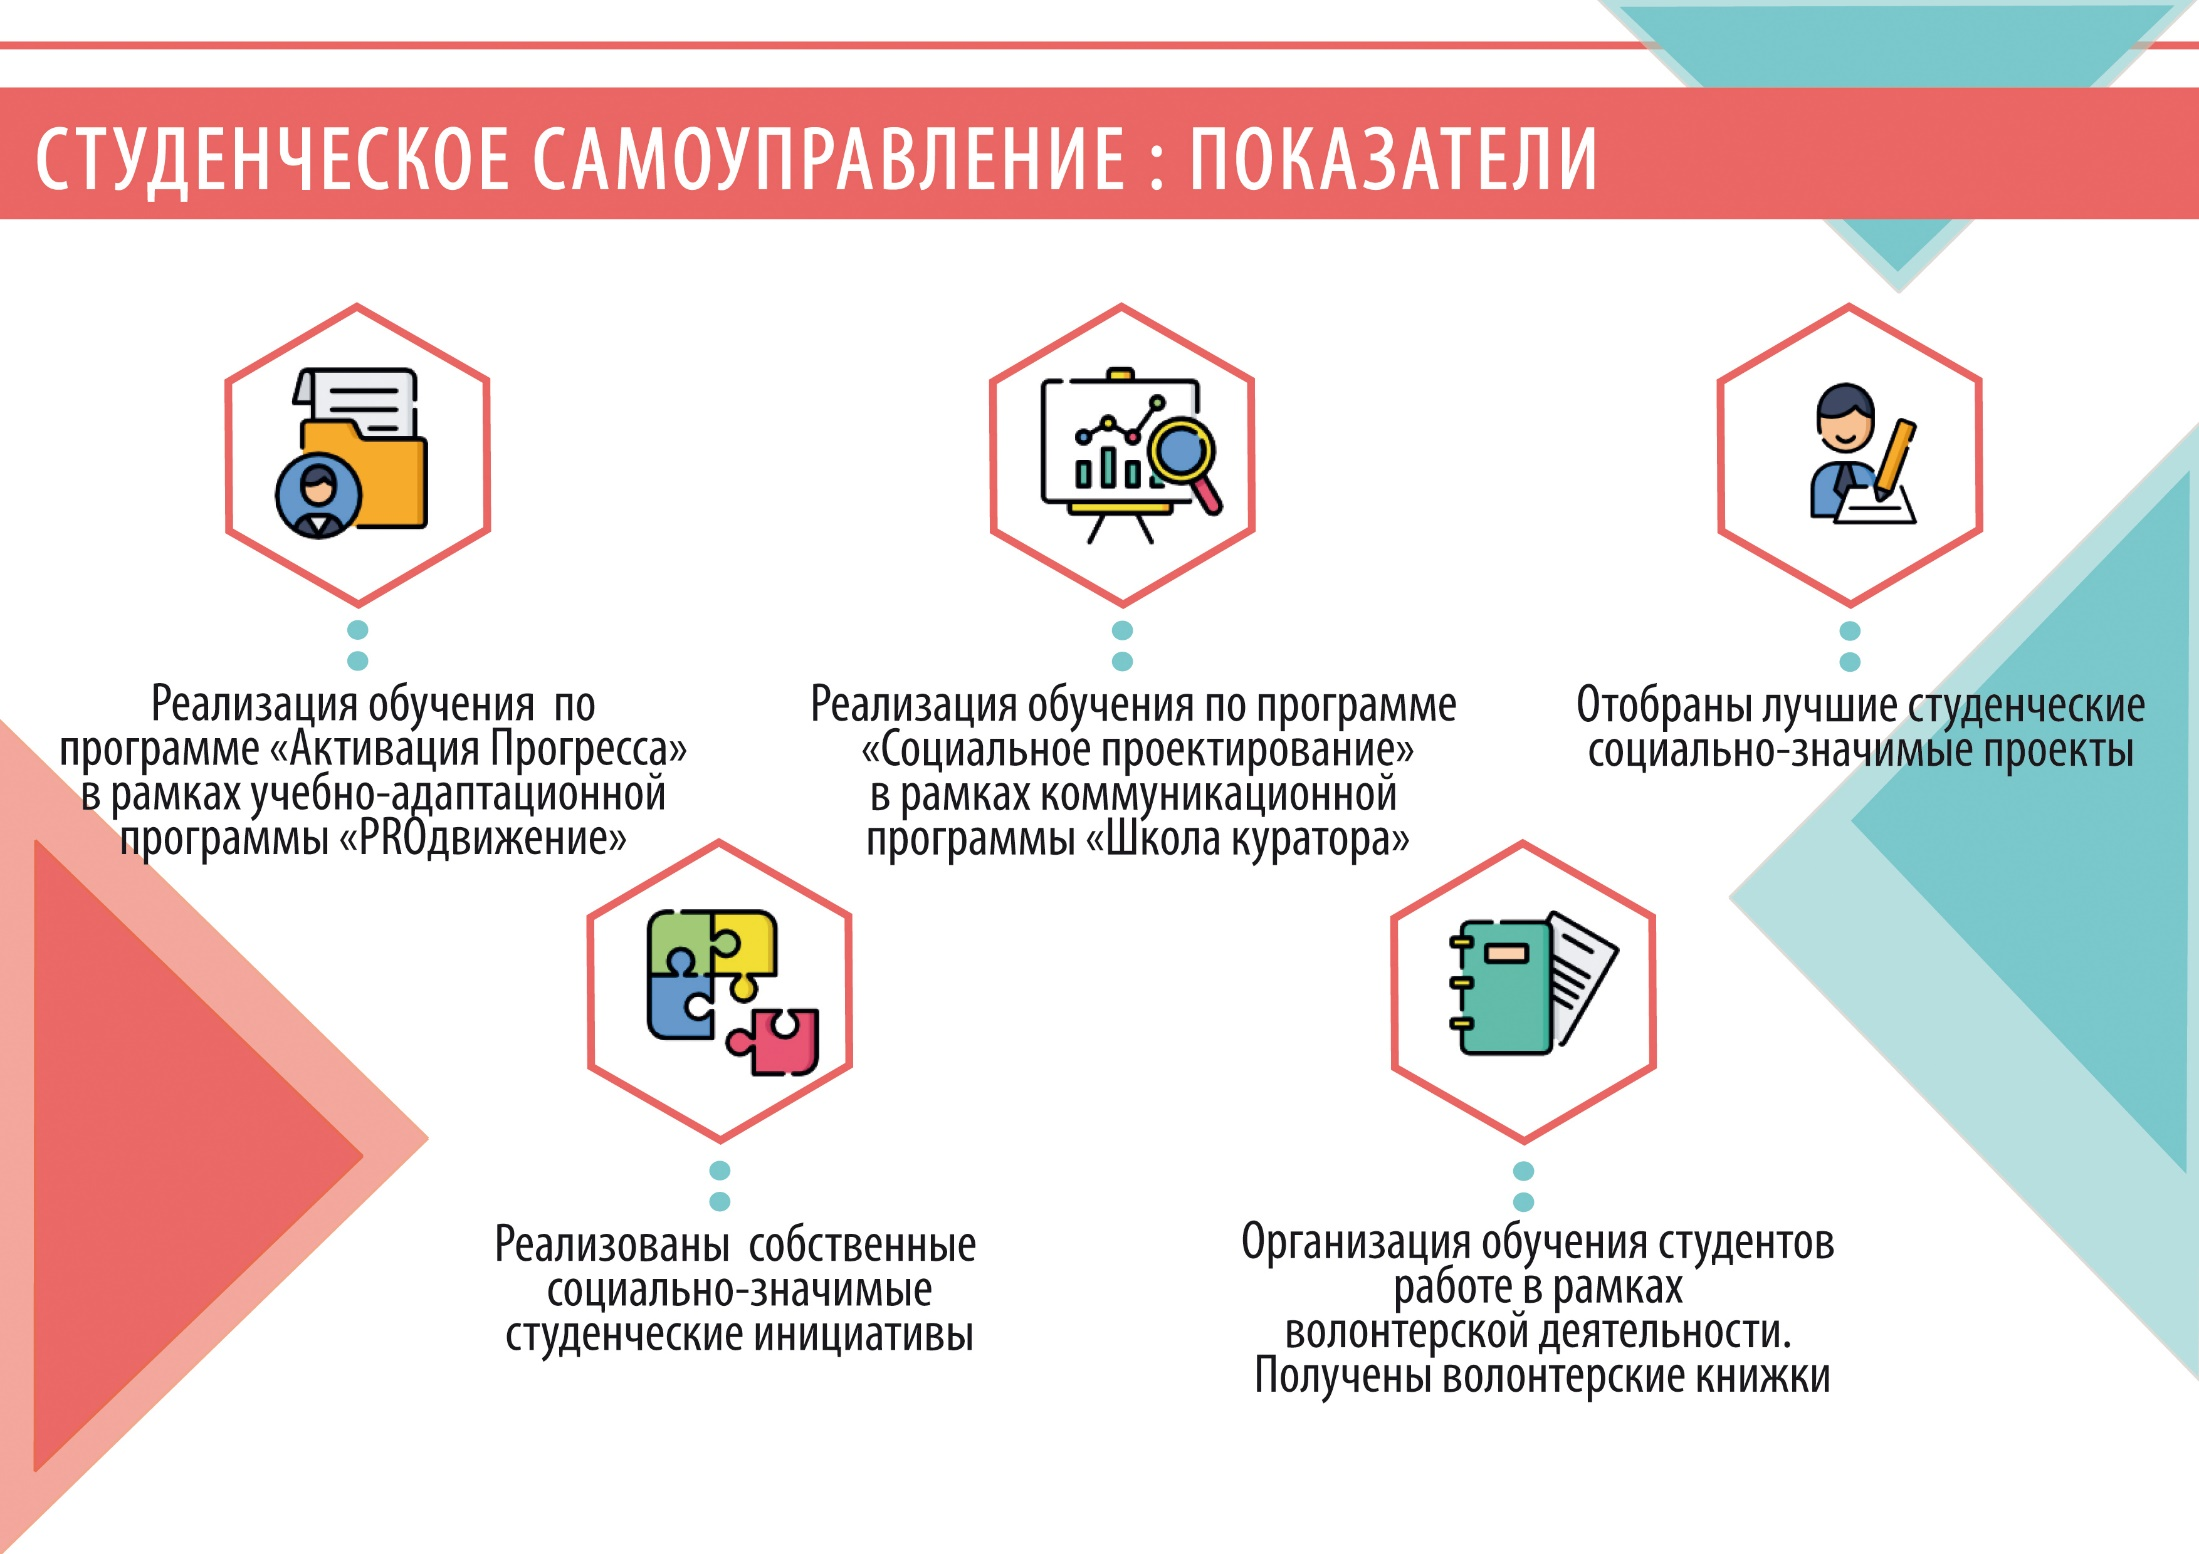 СТУДЕНЧЕСКОЕ САМОУПРАВЛЕНИЕ : ПОКАЗАТЕЛИ
Реализация обучения по
программе «Активация Прогресса»
в рамках учебно-адаптационной
программы «PROдвижение»
Реализация обучения по программе
«Социальное проектирование»
в рамках коммуникационной
программы «Школа куратора»
Отобраны лучшие студенческие
социально-значимые проекты
Реализованы собственные
социально-значимые
студенческие инициативы
Организация обучения студентов
работе в рамках
волонтерской деятельности.
Получены волонтерские книжки